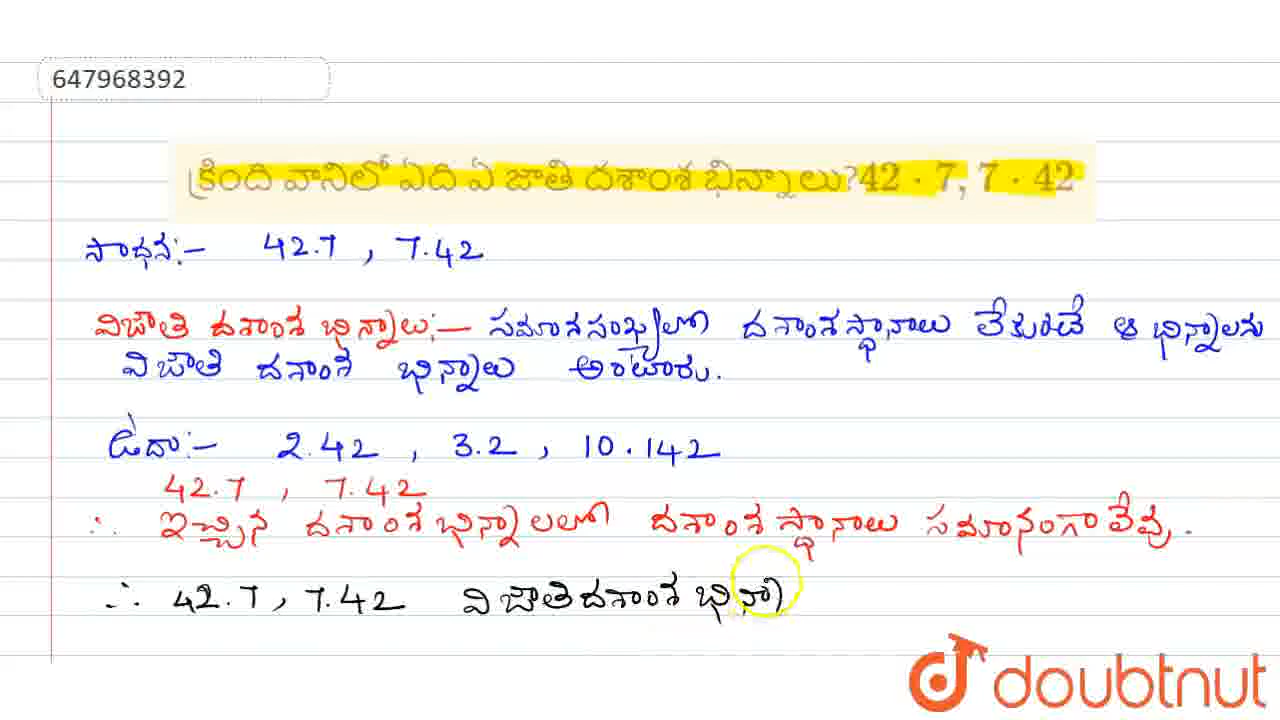 647968392
క్రింది వానిలో ఏది ఏ జాతి దశాంశ భిన్నాలు?42 · 7, 7 · 42
సాధన:- 42.7 , 7.42
విజాతి దశాంశ భిన్నాలు:- సమాన సంఖ్యలో దశాంశ స్థానాలు లేకుంటే ఆ భిన్నాలను
విజాతి దశాంశ భిన్నాలు అంటారు.
ఉదా:- 2.42 , 3.2 , 10.142
42.7 , 7.42
∴ ఇచ్చిన దశాంశ భిన్నాలలో దశాంశ స్థానాలు సమానంగా లేవు.
∴ 42.7 , 7.42 విజాతి దశాంశ
doubtnut